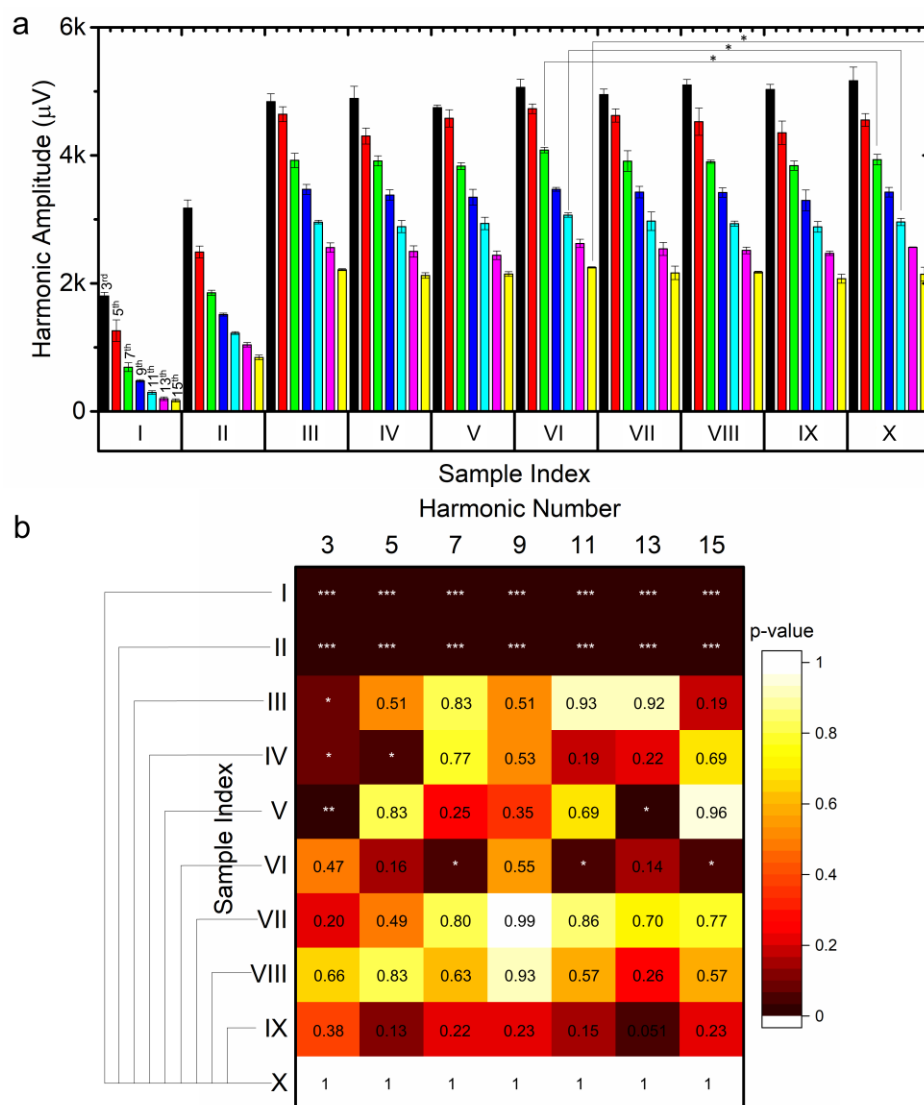 a
6k
4k
2k
0
Harmonic Amplitude (μV)
* * *
3rd 5th 7th 9th 11th 13th 15th
I II III IV V VI VII VIII IX X
Sample Index
b
Harmonic Number
3 5 7 9 11 13 15
I *** *** *** *** *** *** ***
II *** *** *** *** *** *** ***
III * 0.51 0.83 0.51 0.93 0.92 0.19
IV * * 0.77 0.53 0.19 0.22 0.69
V ** 0.83 0.25 0.35 0.69 * 0.96
VI 0.47 0.16 * 0.55 * 0.14 *
VII 0.20 0.49 0.80 0.99 0.86 0.70 0.77
VIII 0.66 0.83 0.63 0.93 0.57 0.26 0.57
IX 0.38 0.13 0.22 0.23 0.15 0.051 0.23
X 1 1 1 1 1 1 1
Sample Index
p-value
1
0.8
0.6
0.4
0.2
0